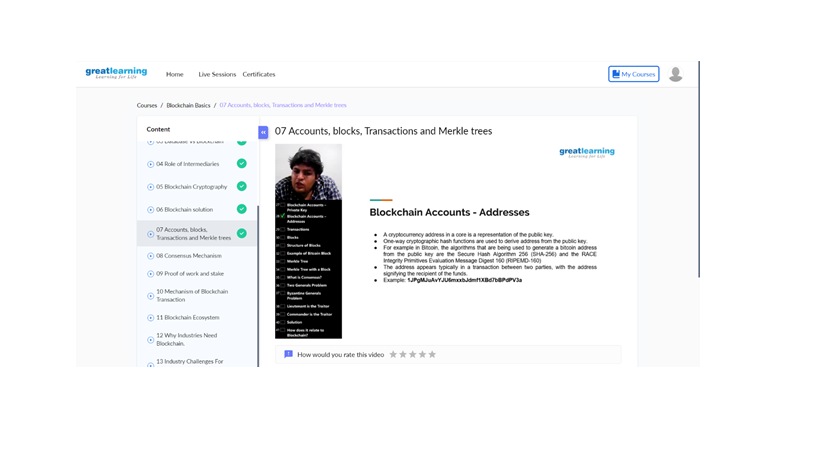 greatlearning
Learning for Life
Home Live Sessions Certificates
My Courses
Courses / Blockchain Basics / 07 Accounts, blocks, Transactions and Merkle trees
Content
03 Database Vs Blockchain
04 Role of Intermediaries
05 Blockchain Cryptography
06 Blockchain solution
07 Accounts, blocks,
Transactions and Merkle trees
08 Consensus Mechanism
09 Proof of work and stake
10 Mechanism of Blockchain
Transaction
11 Blockchain Ecosystem
12 Why Industries Need
Blockchain.
13 Industry Challenges For
07 Accounts, blocks, Transactions and Merkle trees
Blockchain Accounts -
Private Key
Blockchain Accounts -
Addresses
Transactions
Blocks
Structure of Blocks
Example of Bitcoin Block
Merkle Tree
Merkle Tree with a Block
What is Consensus?
Two Generals Problem
Byzantine Generals
Problem
Lieutenant is the Traitor
Commander is the Traitor
Solution
How does it relate to
Blockchain?
greatlearning
Learning for Life
Blockchain Accounts - Addresses
● A cryptocurrency address in a core is a representation of the public key.
● One-way cryptographic hash functions are used to derive address from the public key.
● For example in Bitcoin, the algorithms that are being used to generate a bitcoin address
from the public key are the Secure Hash Algorithm 256 (SHA-256) and the RACE
Integrity Primitives Evaluation Message Digest 160 (RIPEMD-160)
● The address appears typically in a transaction between two parties, with the address
signifying the recipient of the funds.
● Example: 1JPgMJuAvYJU6mxxbJdmf1XBd7bBPdPV3a
How would you rate this video